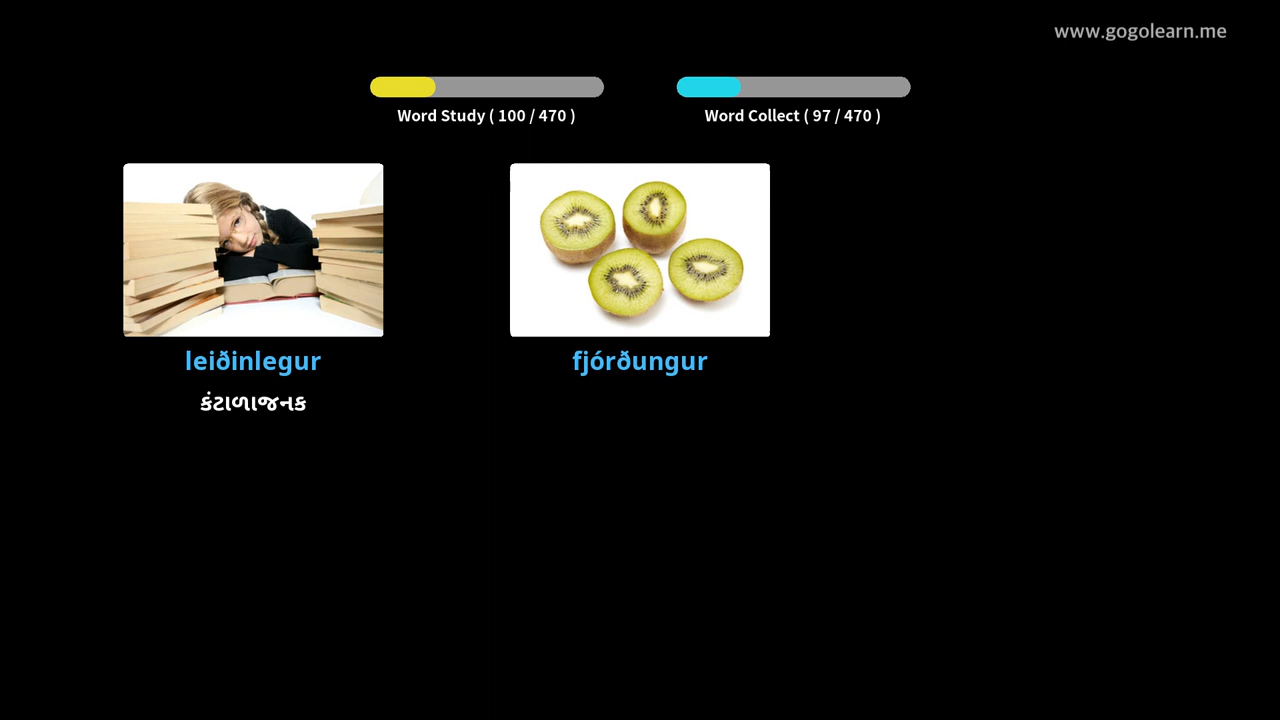 www.gogolearn.me
Word Study ( 100 / 470 )
Word Collect ( 97 / 470 )
leiðinlegur
fjórðungur
કંટાળાજનક